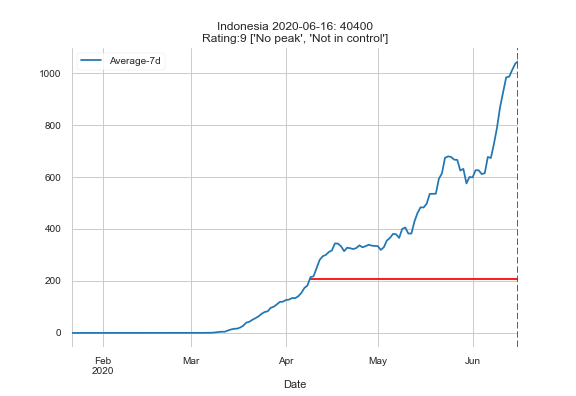 Indonesia 2020-06-16: 40400
Rating:9 ['No peak', 'Not in control']
Average-7d
1000
800
600
400
200
0
Feb
2020
Mar
Apr
May
Jun
Date